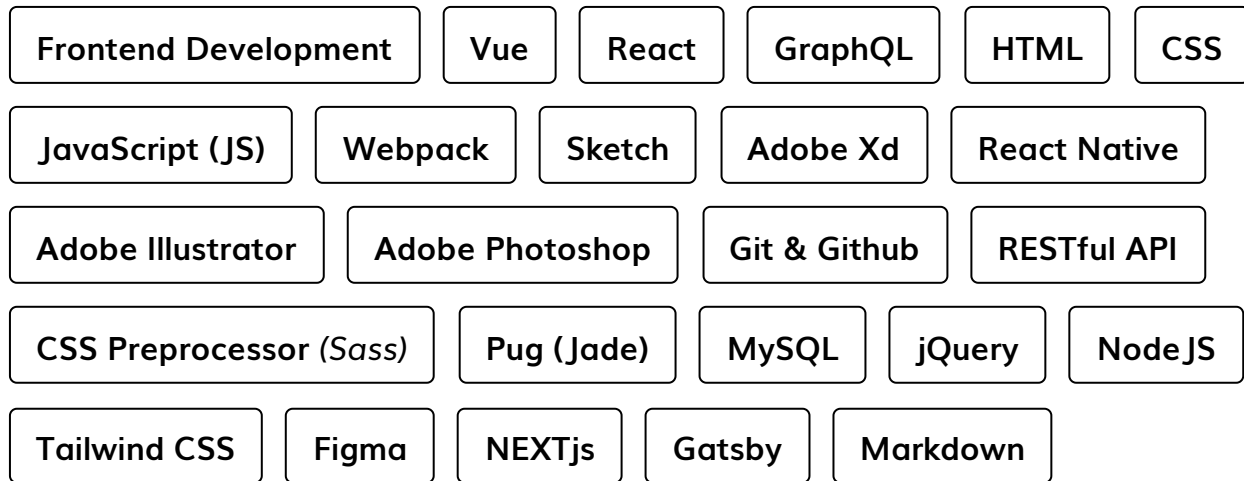 Frontend Development Vue React GraphQL HTML CSS
JavaScript (JS) Webpack Sketch Adobe Xd React Native
Adobe Illustrator Adobe Photoshop Git & Github RESTful API
CSS Preprocessor (Sass) Pug (Jade) MySQL jQuery NodeJS
Tailwind CSS Figma NEXTjs Gatsby Markdown